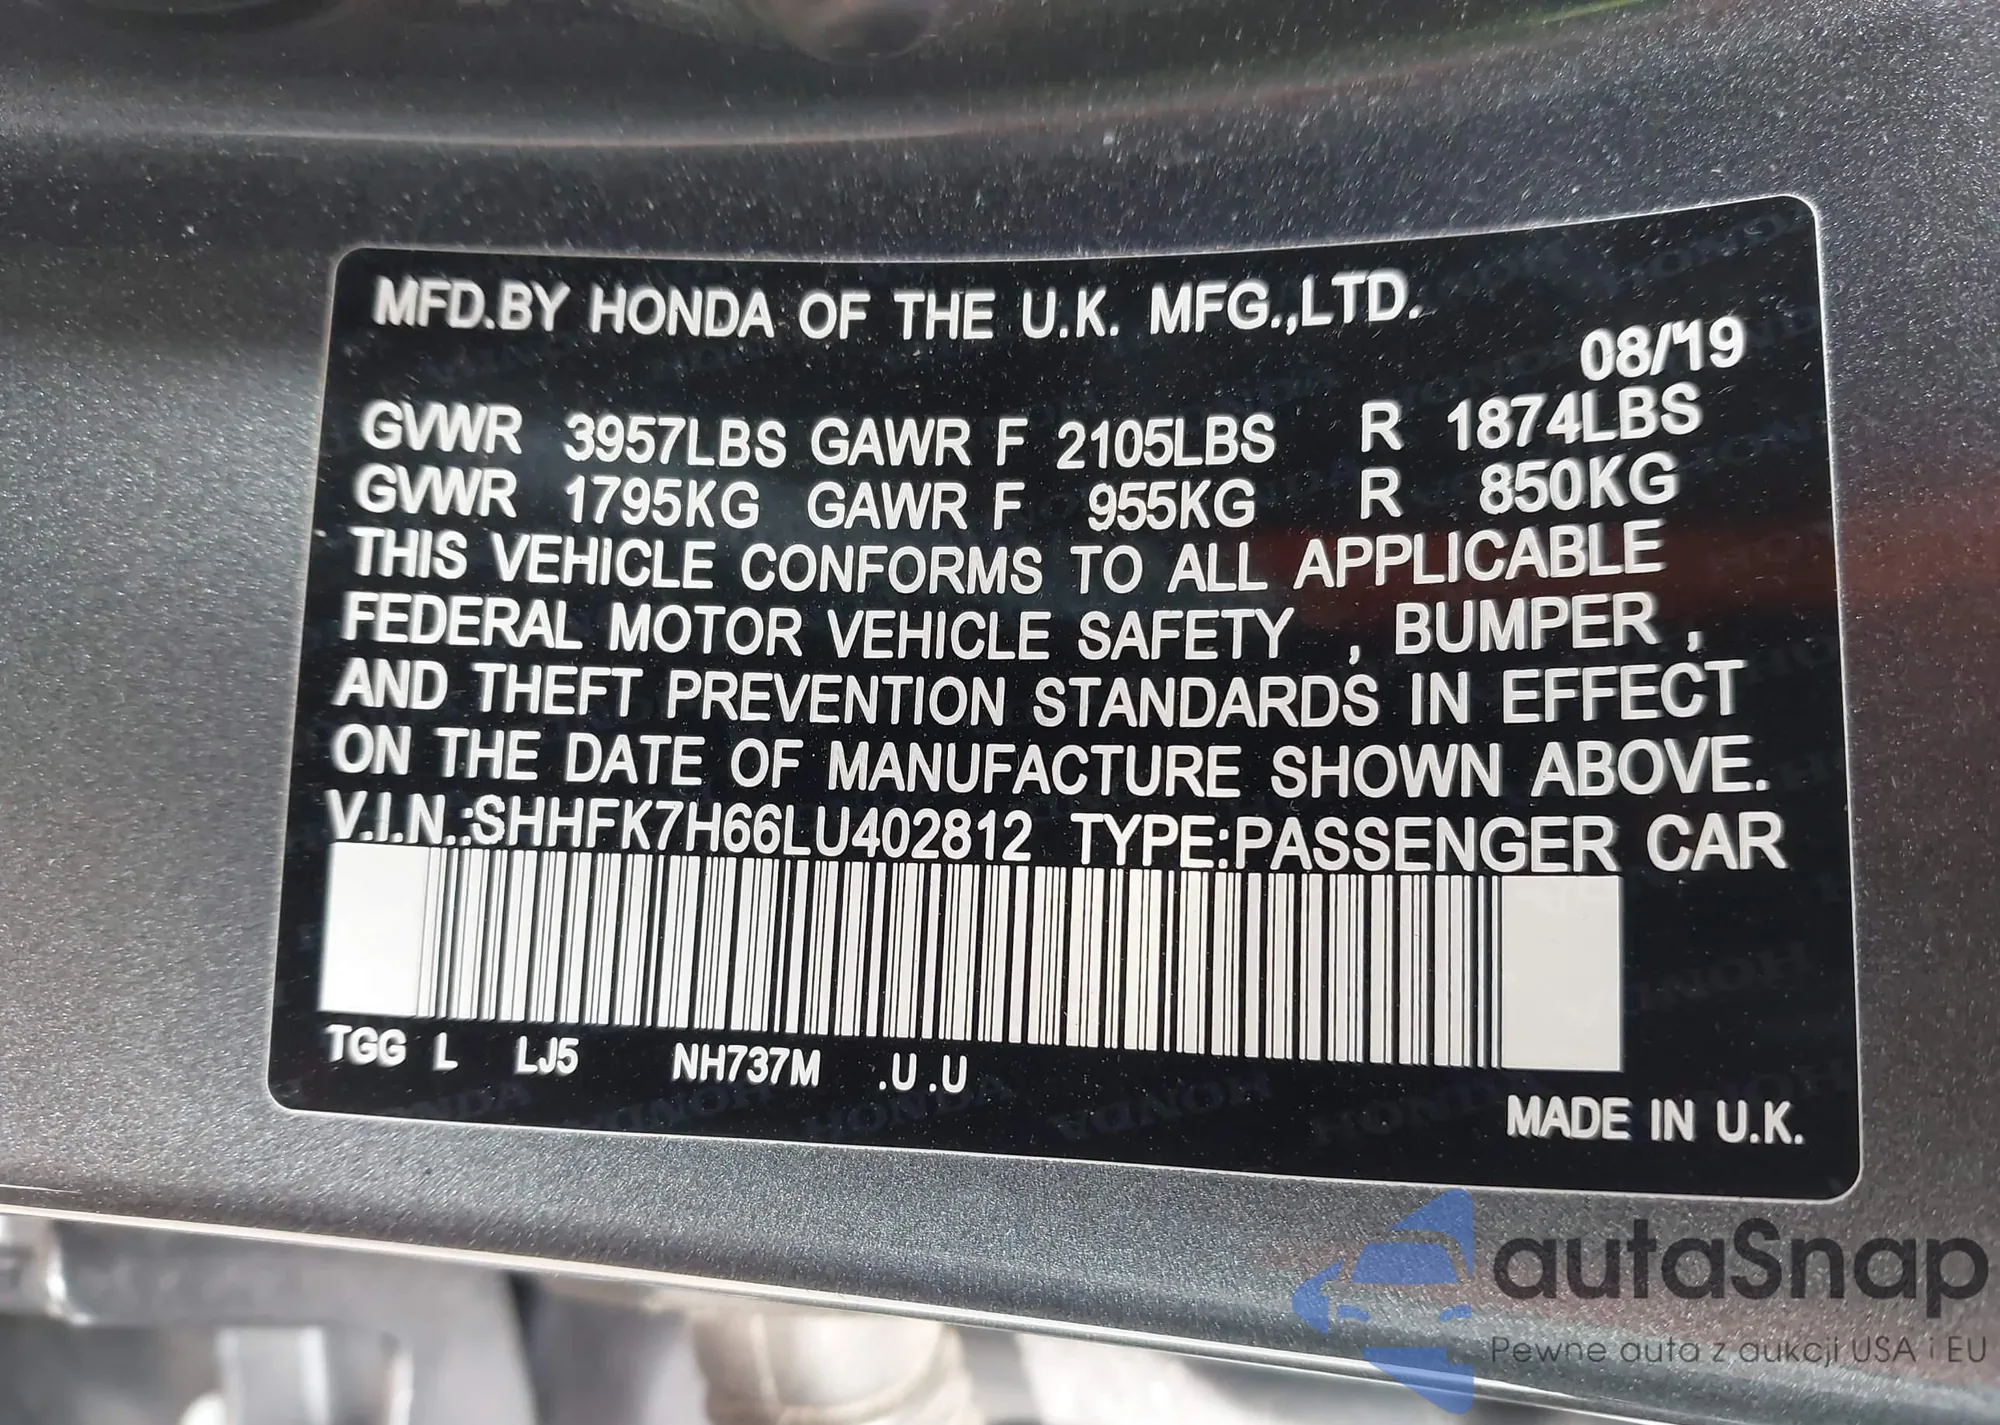 MFD.BY HONDA OF THE U.K. MFG.,LTD.
08/'19
GVWR 3957LBS GAWR F 2105LBS R 1874LBS
GVWR 1795KG GAWR F 955KG R 850KG
THIS VEHICLE CONFORMS TO ALL APPLICABLE
FEDERAL MOTOR VEHICLE SAFETY , BUMPER ,
AND THEFT PREVENTION STANDARDS IN EFFECT
ON THE DATE OF MANUFACTURE SHOWN ABOVE.
V.I.N.:SHHFK7H66LU402812 TYPE:PASSENGER CAR
TGG L LJ5 NH737M .U .U
MADE IN U.K.
autaSnap
Pewne auta z aukcji USA i EU